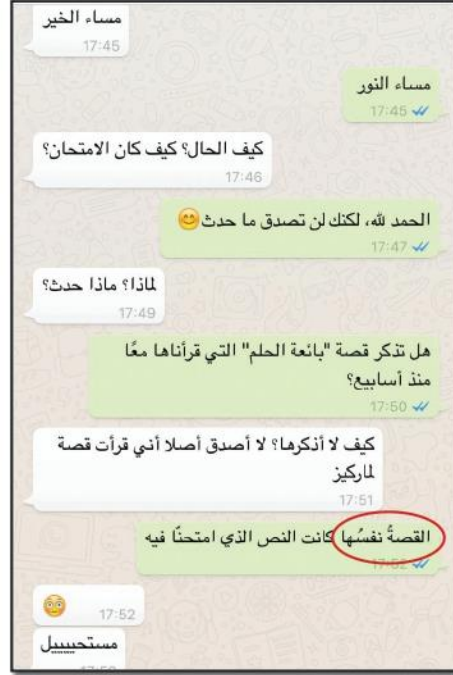 مساء الخير
17:45
مساء النور
17:45
كيف الحال؟ كيف كان الامتحان؟
17:46
الحمد لله، لكنك لن تصدق ما حدث😊
17:47
لماذا؟ ماذا حدث؟
17:49
هل تذكر قصة "بائعة الحلم" التي قرأناها معًا
منذ أسابيع؟
17:50
كيف لا أذكرها؟ لا أصدق أصلا أني قرأت قصة
لماركيز
17:51
القصةُ نفسُها كانت النص الذي امتحنّا فيه
17:52
😳 17:52
مستحيييييل